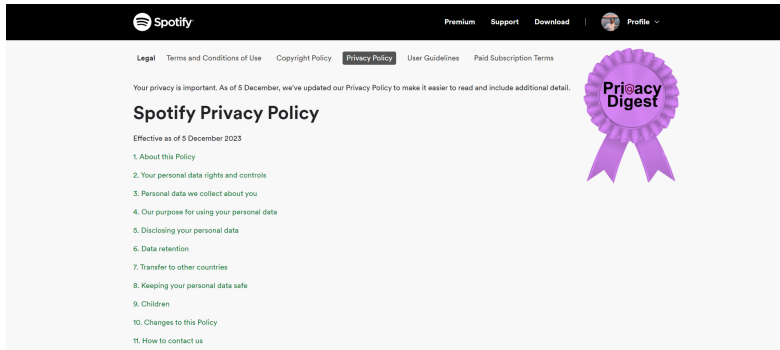 Spotify
Premium Support Download | Profile
Legal Terms and Conditions of Use Copyright Policy Privacy Policy User Guidelines Paid Subscription Terms
Your privacy is important. As of 5 December, we've updated our Privacy Policy to make it easier to read and include additional detail.
Pri@acy
Digest
Spotify Privacy Policy
Effective as of 5 December 2023
1. About this Policy
2. Your personal data rights and controls
3. Personal data we collect about you
4. Our purpose for using your personal data
5. Disclosing your personal data
6. Data retention
7. Transfer to other countries
8. Keeping your personal data safe
9. Children
10. Changes to this Policy
11. How to contact us